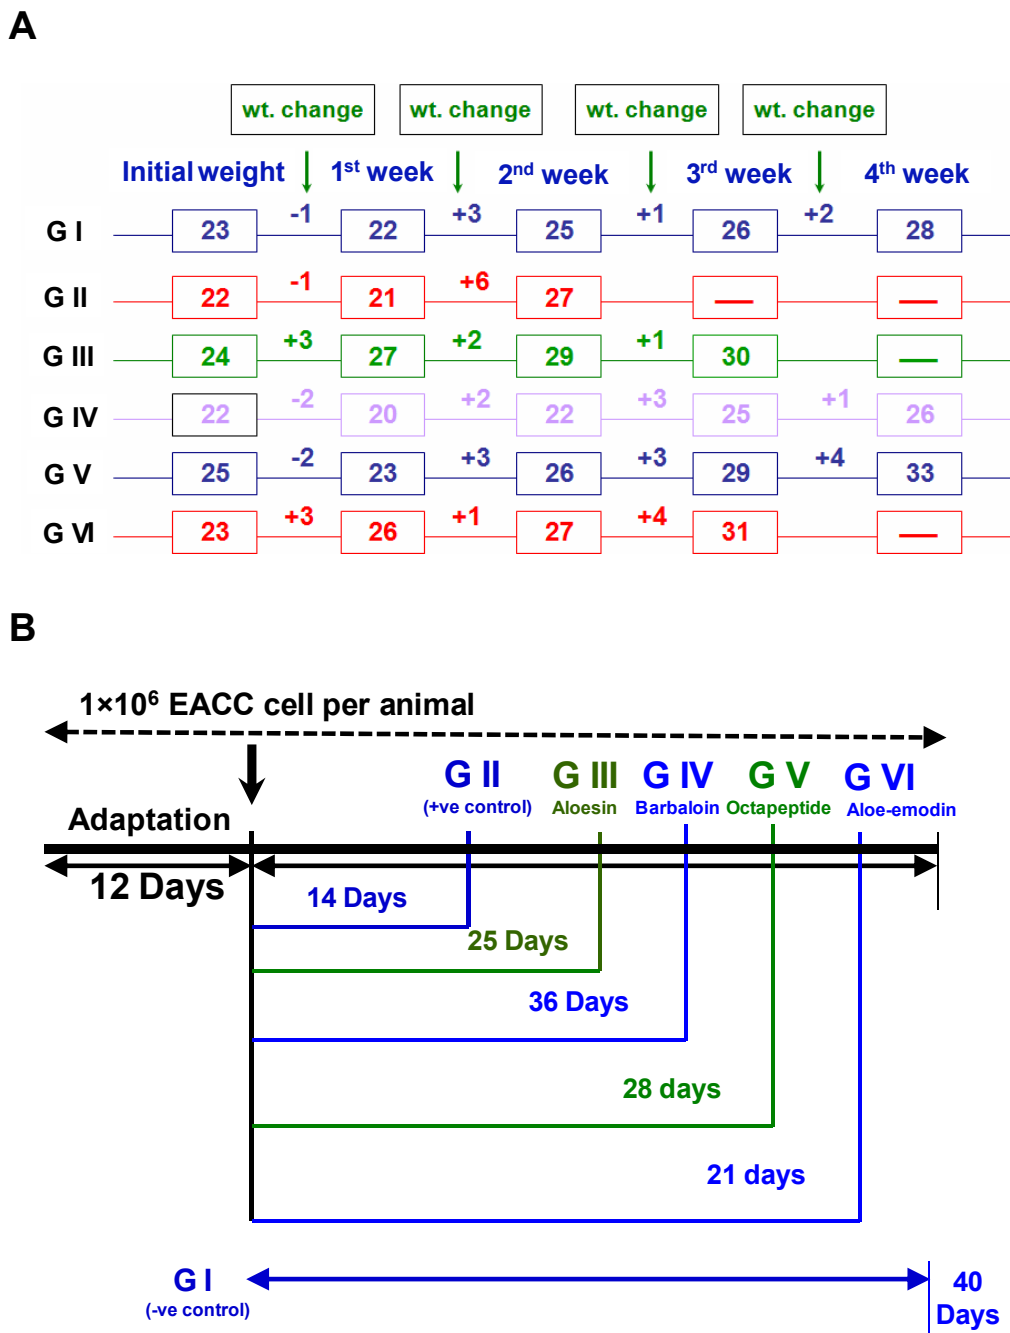 A
wt. change wt. change wt. change wt. change
Initial weight 1st week 2nd week 3rd week 4th week
G I 23 -1 22 +3 25 +1 26 +2 28
G II 22 -1 21 +6 27 — —
G III 24 +3 27 +2 29 +1 30 —
G IV 22 -2 20 +2 22 +3 25 +1 26
G V 25 -2 23 +3 26 +3 29 +4 33
G VI 23 +3 26 +1 27 +4 31 —
B
1×10⁶ EACC cell per animal
G II G III G IV G V G VI
(+ve control) Aloesin Barbaloin Octapeptide Aloe-emodin
Adaptation
12 Days
14 Days
25 Days
36 Days
28 days
21 days
G I
(-ve control)
40
Days